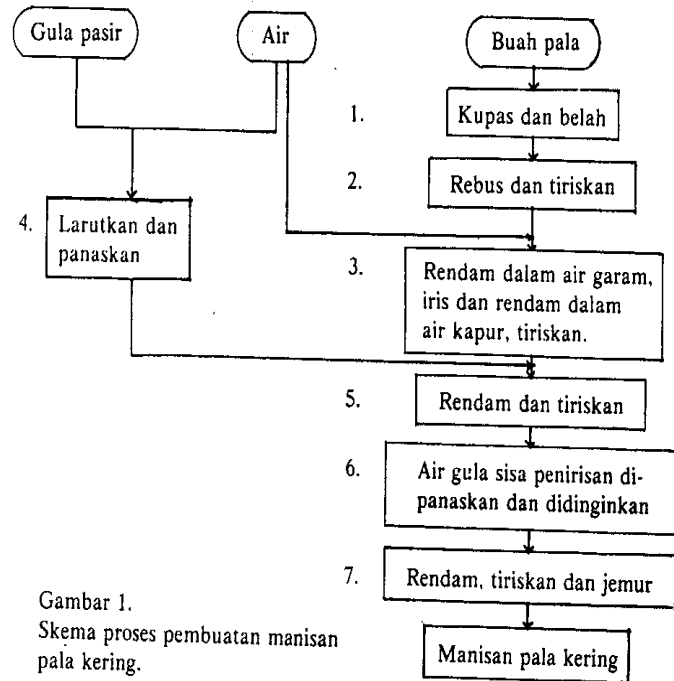 Gula pasir
Air
Buah pala
1.
Kupas dan belah
2.
Rebus dan tiriskan
4.
Larutkan dan
panaskan
3.
Rendam dalam air garam,
iris dan rendam dalam
air kapur, tiriskan.
5.
Rendam dan tiriskan
6.
Air gula sisa penirisan di-
panaskan dan didinginkan
7.
Rendam, tiriskan dan jemur
Manisan pala kering
Gambar 1.
Skema proses pembuatan manisan
pala kering.